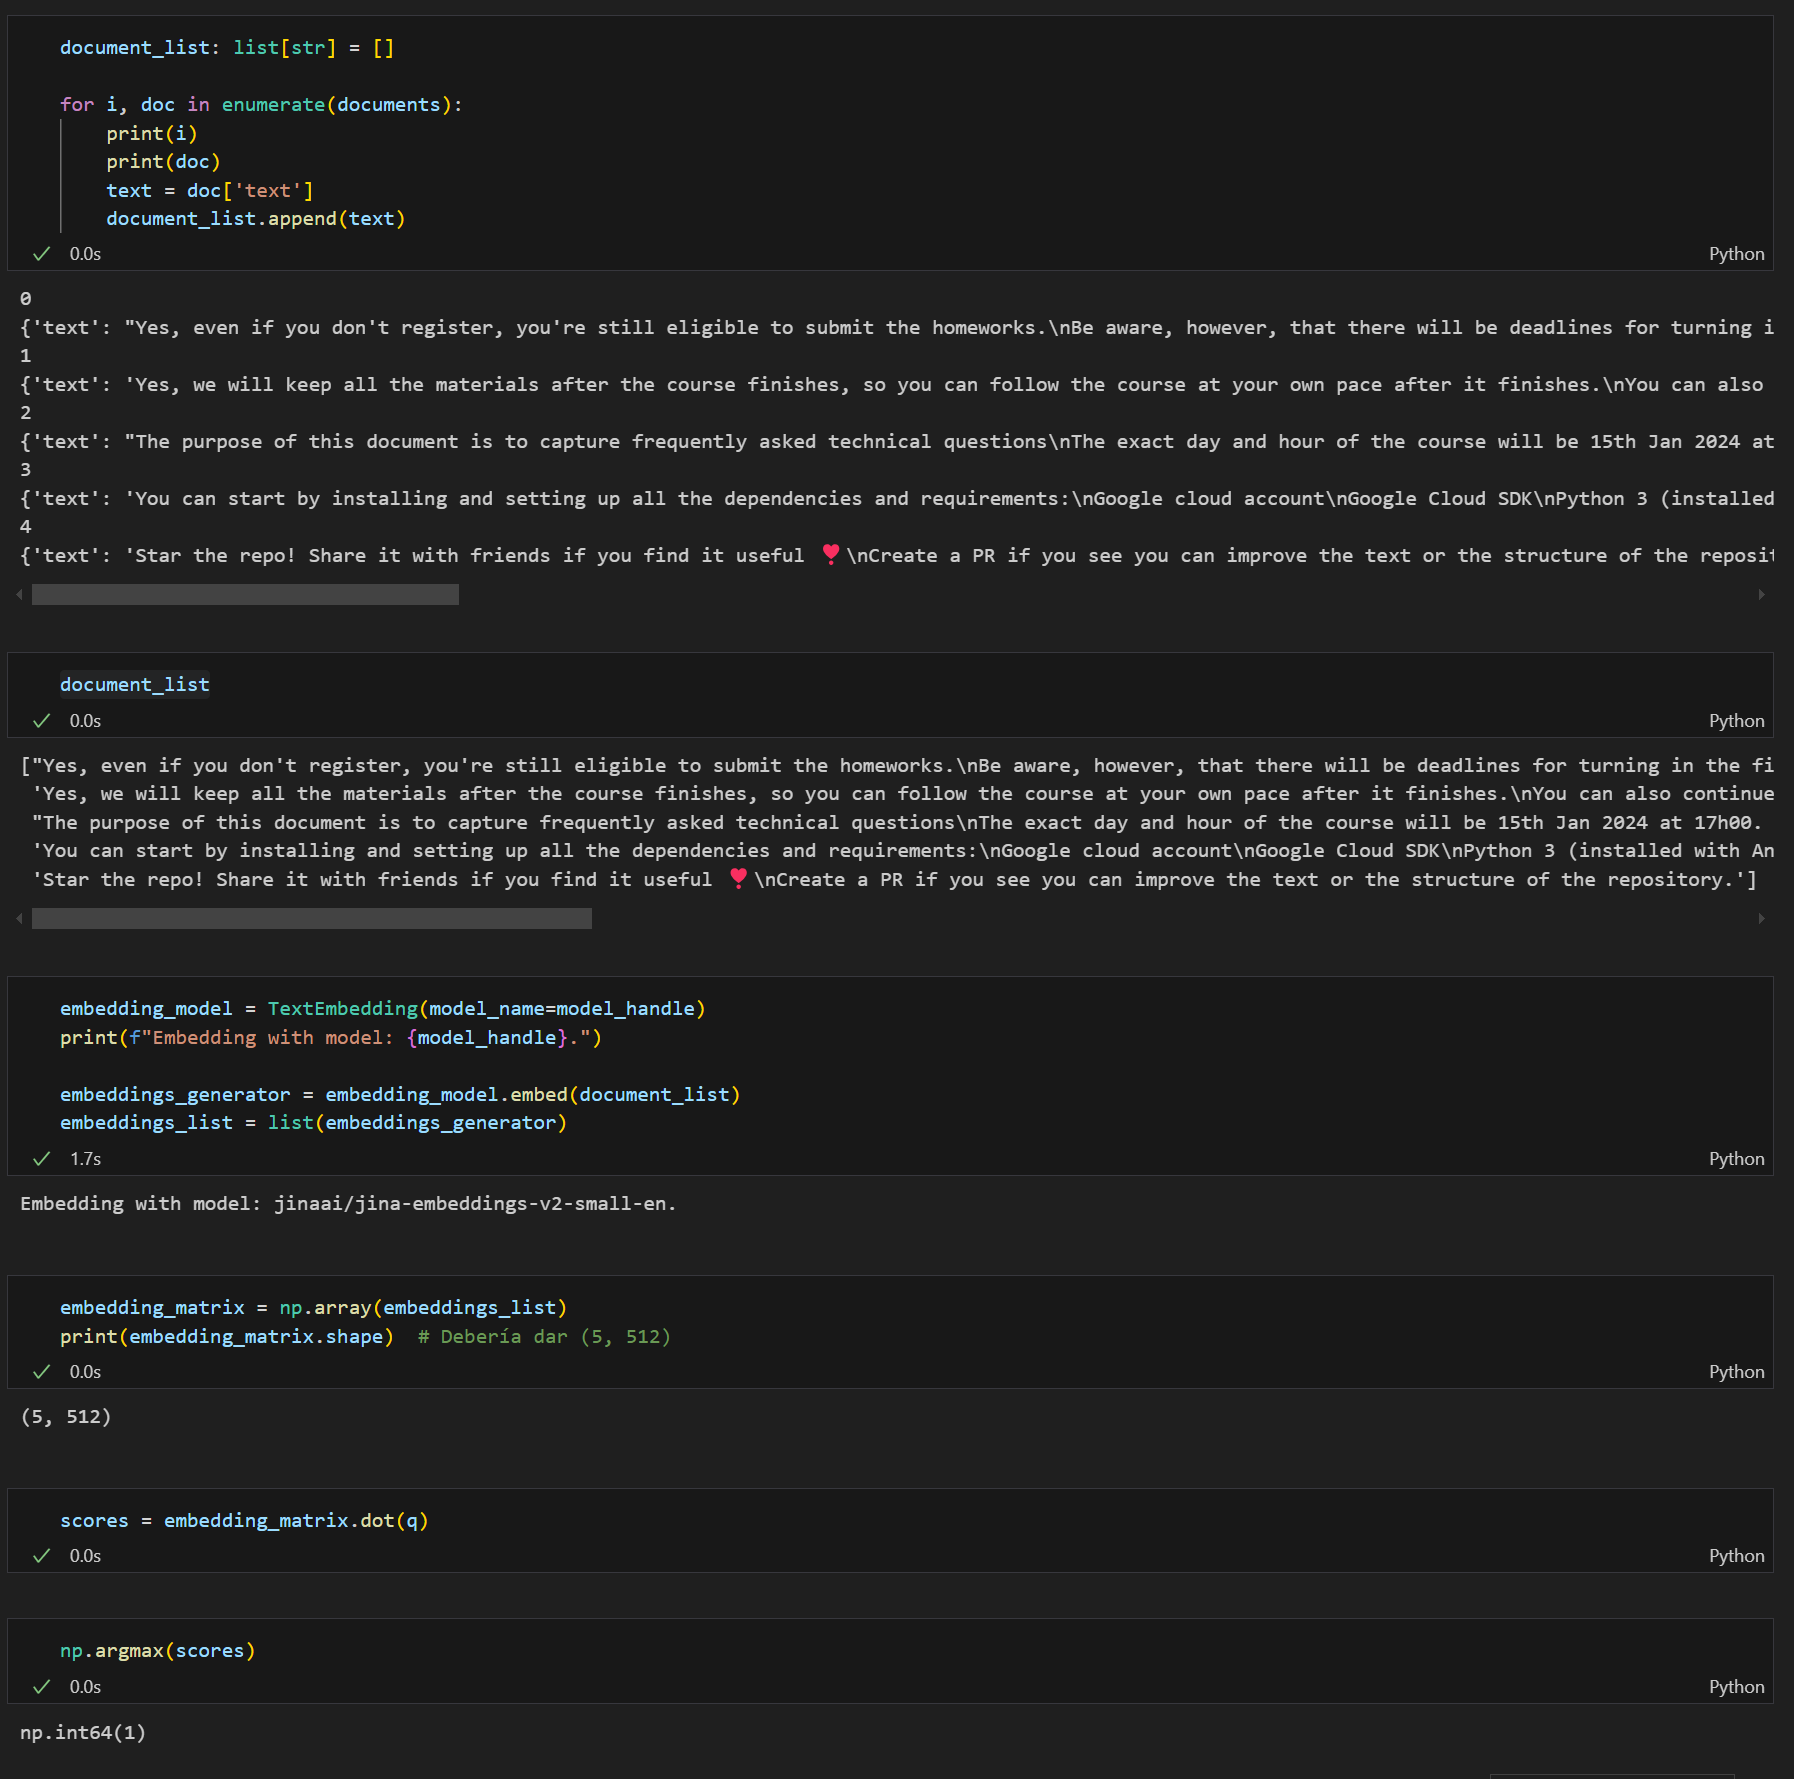 document_list: list[str] = []
for i, doc in enumerate(documents):
print(i)
print(doc)
text = doc['text']
document_list.append(text)
0.0s
Python
0
{'text': "Yes, even if you don't register, you're still eligible to submit the homeworks.\nBe aware, however, that there will be deadlines for turning i
1
{'text': 'Yes, we will keep all the materials after the course finishes, so you can follow the course at your own pace after it finishes.\nYou can also
2
{'text': "The purpose of this document is to capture frequently asked technical questions\nThe exact day and hour of the course will be 15th Jan 2024 at
3
{'text': 'You can start by installing and setting up all the dependencies and requirements:\nGoogle cloud account\nGoogle Cloud SDK\nPython 3 (installed
4
{'text': 'Star the repo! Share it with friends if you find it useful ❣️\nCreate a PR if you see you can improve the text or the structure of the reposit
document_list
0.0s
Python
["Yes, even if you don't register, you're still eligible to submit the homeworks.\nBe aware, however, that there will be deadlines for turning in the fi
'Yes, we will keep all the materials after the course finishes, so you can follow the course at your own pace after it finishes.\nYou can also continue
"The purpose of this document is to capture frequently asked technical questions\nThe exact day and hour of the course will be 15th Jan 2024 at 17h00.
'You can start by installing and setting up all the dependencies and requirements:\nGoogle cloud account\nGoogle Cloud SDK\nPython 3 (installed with An
'Star the repo! Share it with friends if you find it useful ❣️\nCreate a PR if you see you can improve the text or the structure of the repository.']
embedding_model = TextEmbedding(model_name=model_handle)
print(f"Embedding with model: {model_handle}.")
embeddings_generator = embedding_model.embed(document_list)
embeddings_list = list(embeddings_generator)
1.7s
Python
Embedding with model: jinaai/jina-embeddings-v2-small-en.
embedding_matrix = np.array(embeddings_list)
print(embedding_matrix.shape)  # Debería dar (5, 512)
0.0s
Python
(5, 512)
scores = embedding_matrix.dot(q)
0.0s
Python
np.argmax(scores)
0.0s
Python
np.int64(1)